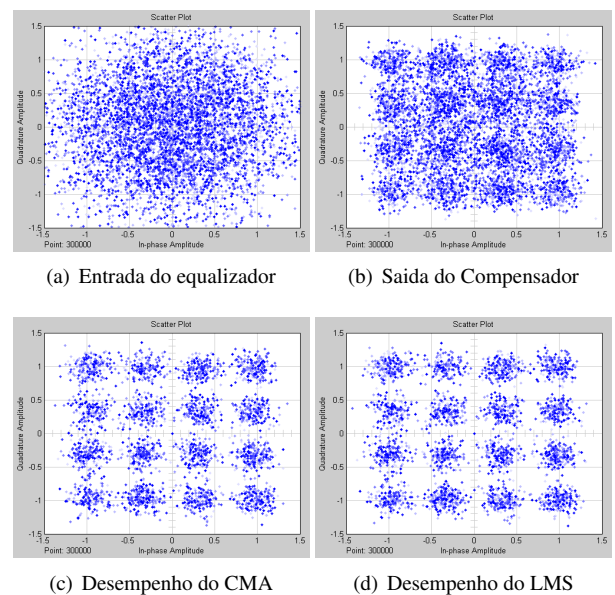 Scatter Plot
1.5
1
0.5
0
-0.5
-1
-1.5
Quadrature Amplitude
-1.5 -1 -0.5 0 0.5 1 1.5
Point: 300000
In-phase Amplitude
(a) Entrada do equalizador
Scatter Plot
1.5
1
0.5
0
-0.5
-1
-1.5
Quadrature Amplitude
-1.5 -1 -0.5 0 0.5 1 1.5
Point: 300000
In-phase Amplitude
(b) Saida do Compensador
Scatter Plot
1.5
1
0.5
0
-0.5
-1
-1.5
Quadrature Amplitude
-1.5 -1 -0.5 0 0.5 1 1.5
Point: 300000
In-phase Amplitude
(c) Desempenho do CMA
Scatter Plot
1.5
1
0.5
0
-0.5
-1
-1.5
Quadrature Amplitude
-1.5 -1 -0.5 0 0.5 1 1.5
Point: 300000
In-phase Amplitude
(d) Desempenho do LMS